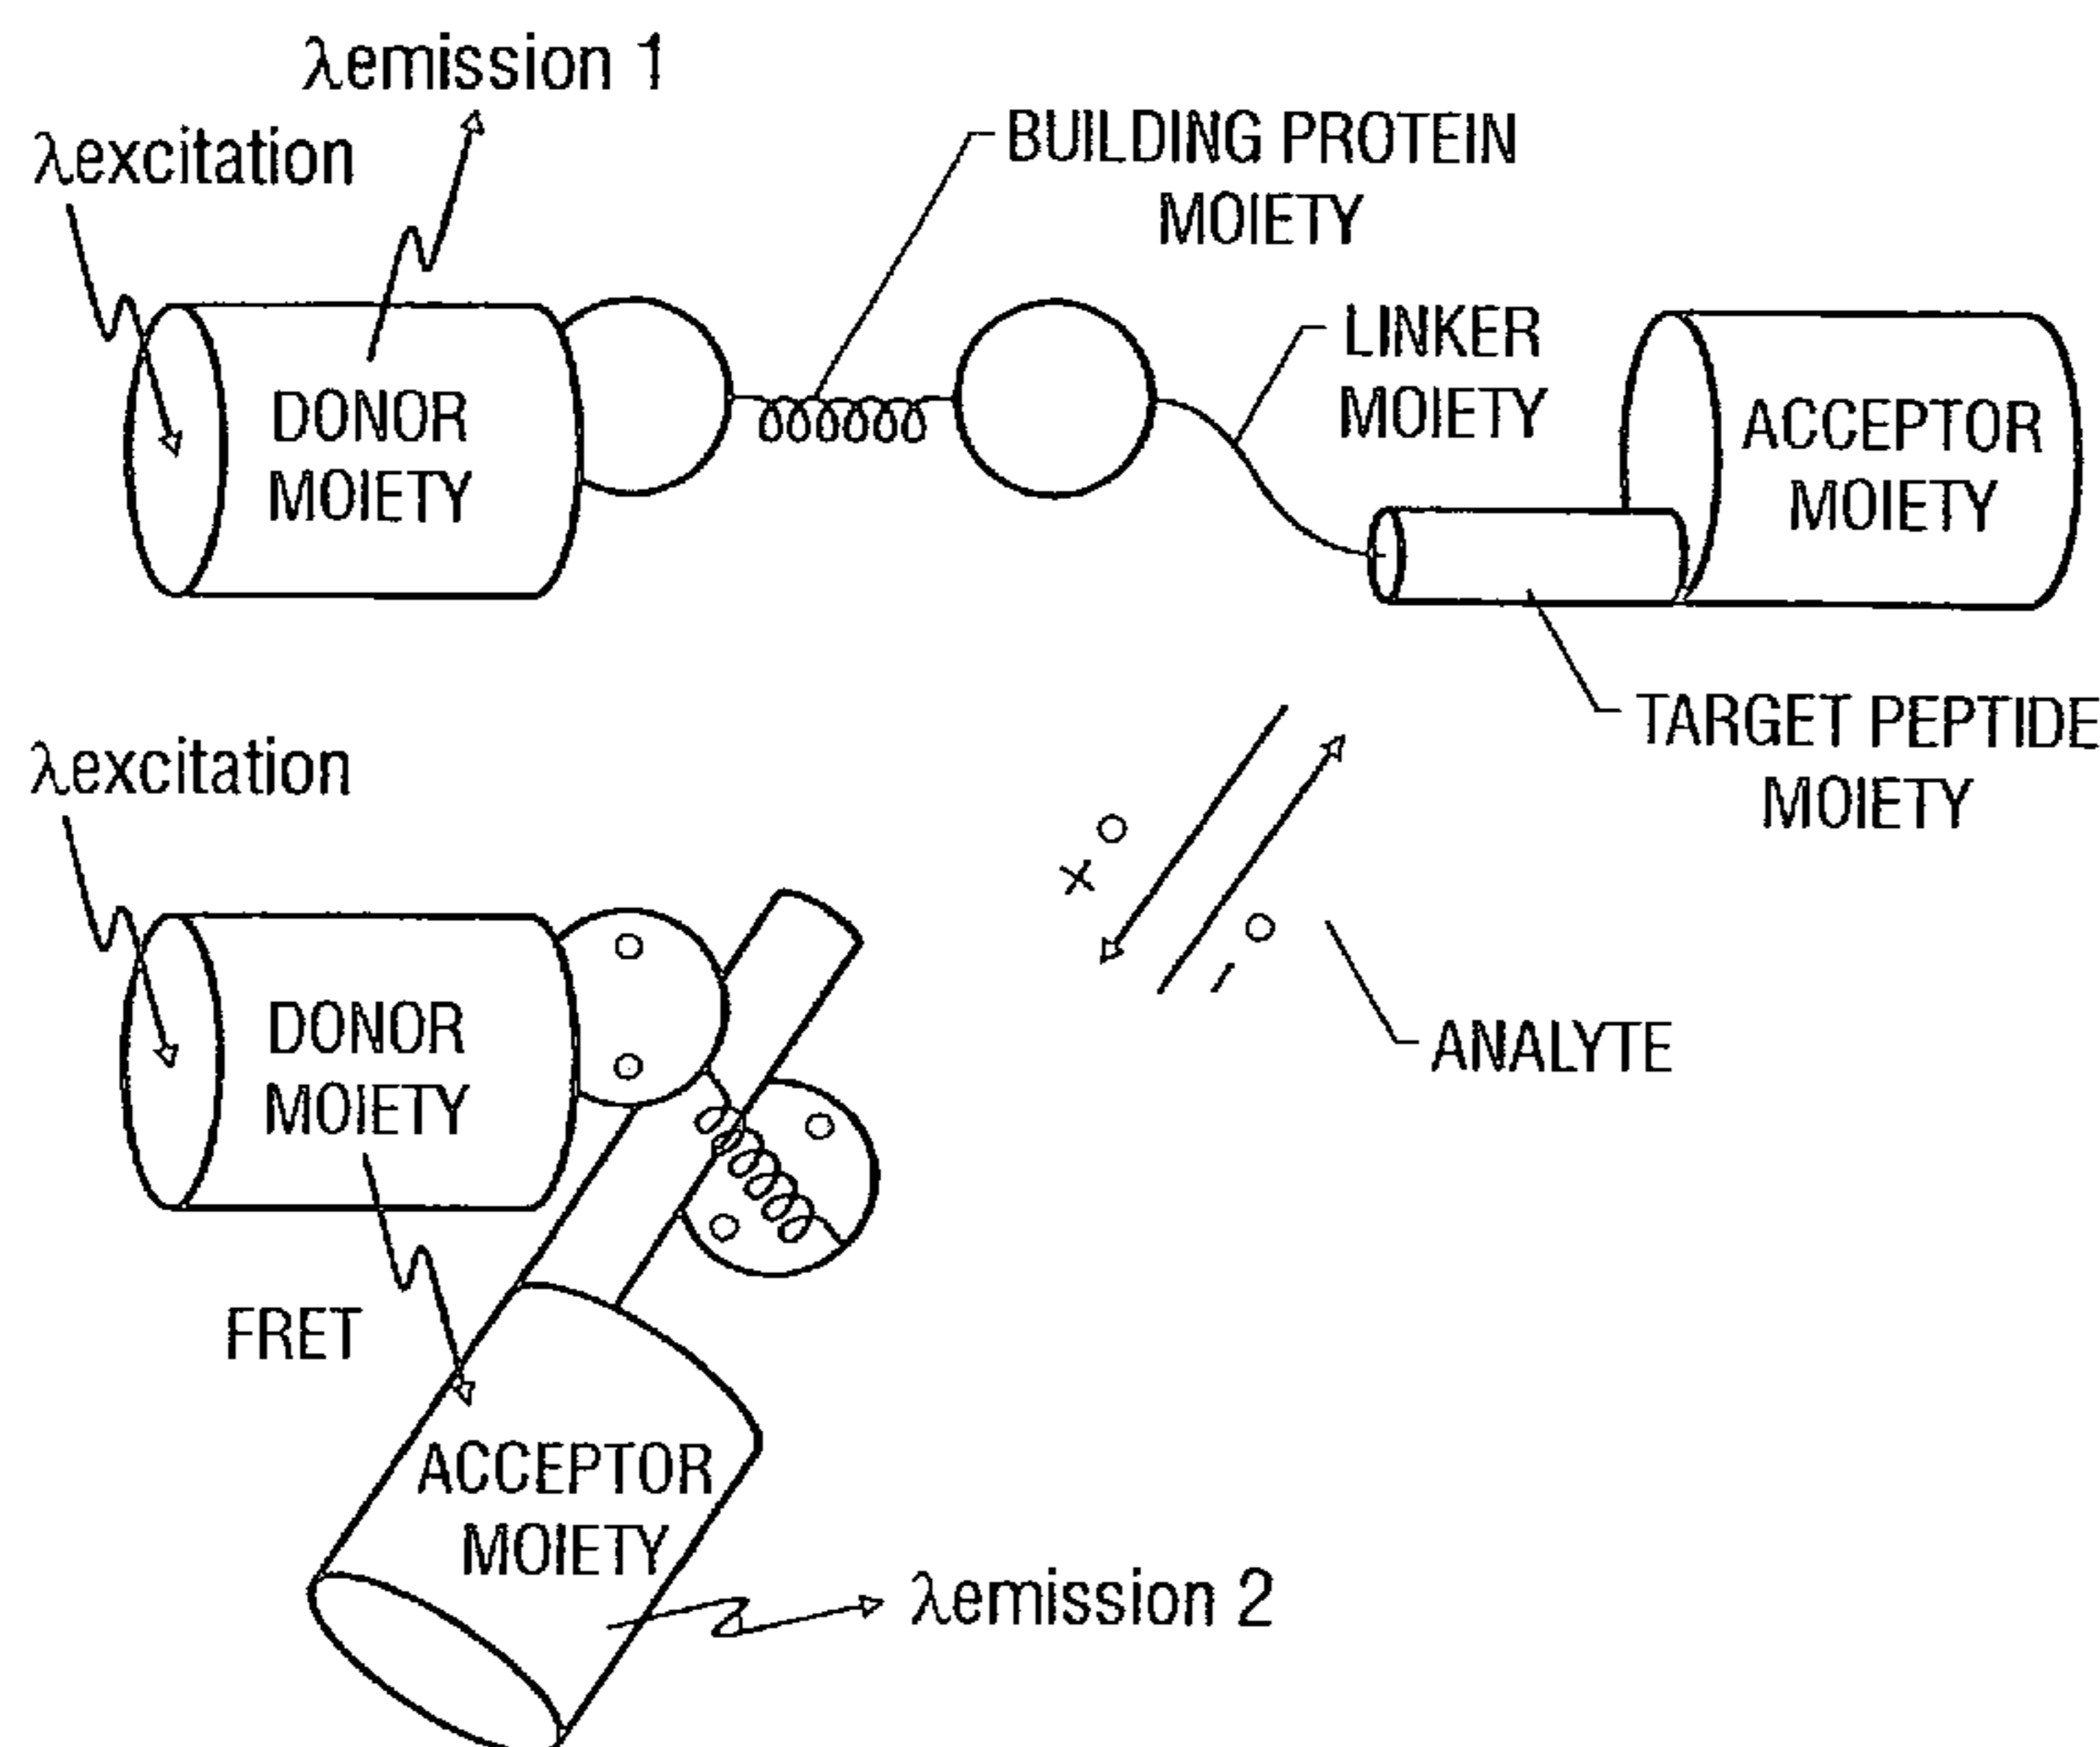 λemission 1
λexcitation
BUILDING PROTEIN
MOIETY
DONOR
MOIETY
LINKER
MOIETY
ACCEPTOR
MOIETY
TARGET PEPTIDE
MOIETY
λexcitation
+
−
ANALYTE
DONOR
MOIETY
FRET
ACCEPTOR
MOIETY
λemission 2